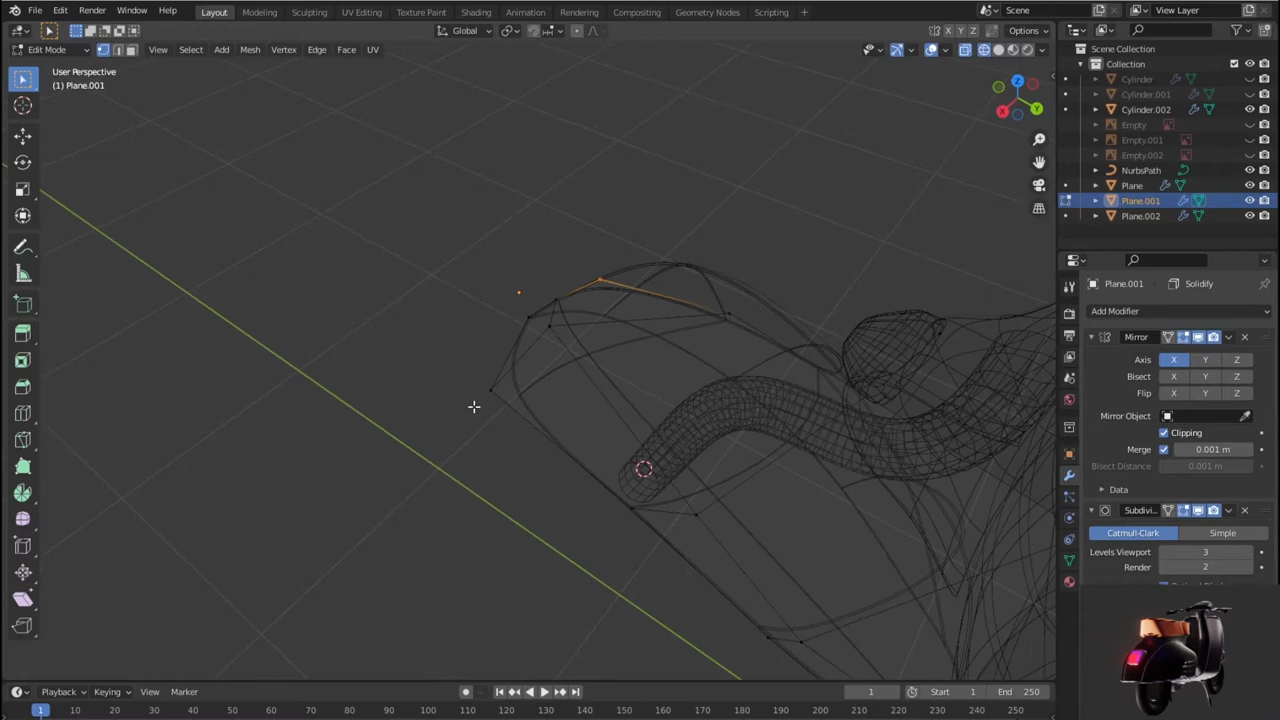 File Edit Render Window Help Layout Modeling Sculpting UV Editing Texture Paint Shading Animation Rendering Compositing Geometry Nodes Scripting + Scene View Layer
Global Options
Edit Mode View Select Add Mesh Vertex Edge Face UV X Y Z
User Perspective
(1) Plane.001
Z
X Y
Scene Collection
Collection
Cylinder
Cylinder.001
Cylinder.002
Empty
Empty.001
Empty.002
NurbsPath
Plane
Plane.001
Plane.002
Plane.001 Solidify
Add Modifier
Mirror
Axis X Y Z
Bisect X Y Z
Flip X Y Z
Mirror Object
Clipping
Merge 0.001 m
Bisect Distance 0.001 m
Data
Subdivi...
Catmull-Clark Simple
Levels Viewport 3
Render 2
Playback Keying View Marker 1 Start 1 End 250
1 10 20 30 40 50 60 70 80 90 100 110 120 130 140 150 160 170 180 190 200 210 220 230 240 250